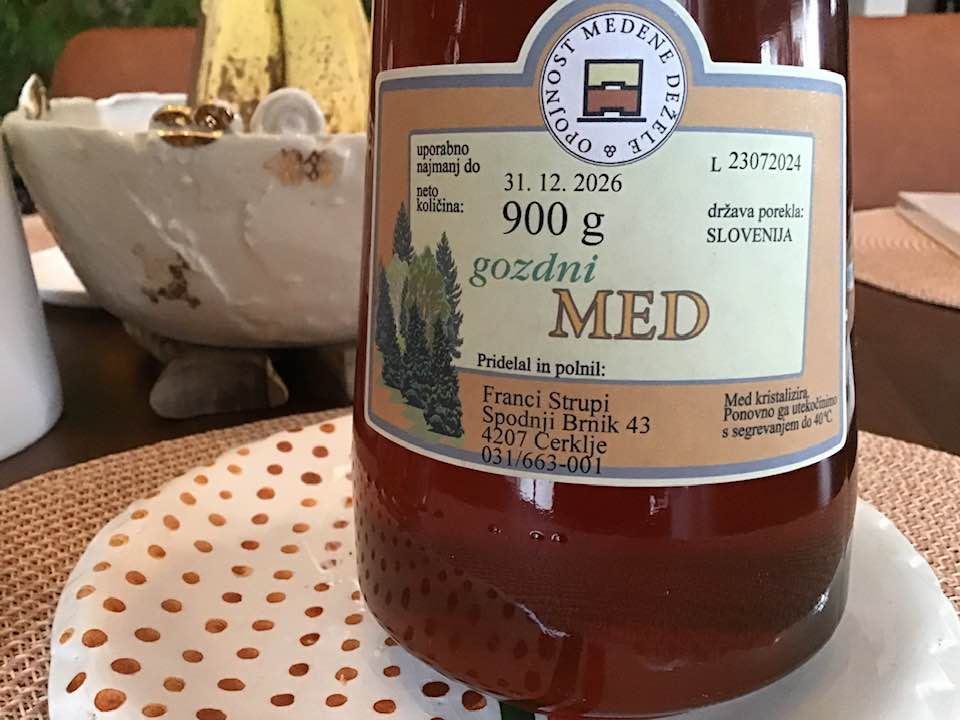 OPOJNOST MEDENE DEŽELE &
uporabno
najmanj do
31. 12. 2026
L 23072024
neto
količina:
900 g
država porekla:
SLOVENIJA
gozdni
MED
Pridelal in polnil:
Franci Strupi
Spodnji Brnik 43
4207 Cerklje
031/663-001
Med kristalizira.
Ponovno ga utekočinimo
s segrevanjem do 40°C